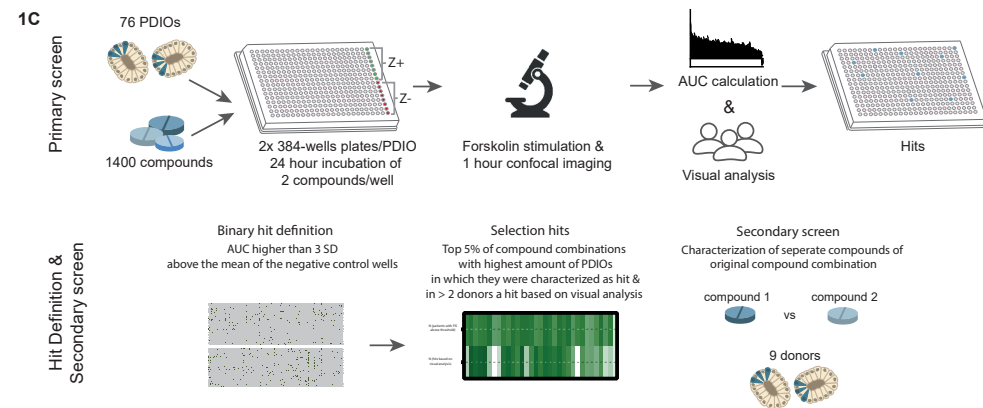 1C
Primary screen
76 PDIOs
1400 compounds
Z+
Z-
2x 384-wells plates/PDIO
24 hour incubation of
2 compounds/well
Forskolin stimulation &
1 hour confocal imaging
AUC calculation
&
Visual analysis
Hits
Hit Definition &
Secondary screen
Binary hit definition
AUC higher than 3 SD
above the mean of the negative control wells
Selection hits
Top 5% of compound combinations
with highest amount of PDIOs
in which they were characterized as hit &
in > 2 donors a hit based on visual analysis
Secondary screen
Characterization of seperate compounds of
original compound combination
compound 1
vs
compound 2
9 donors